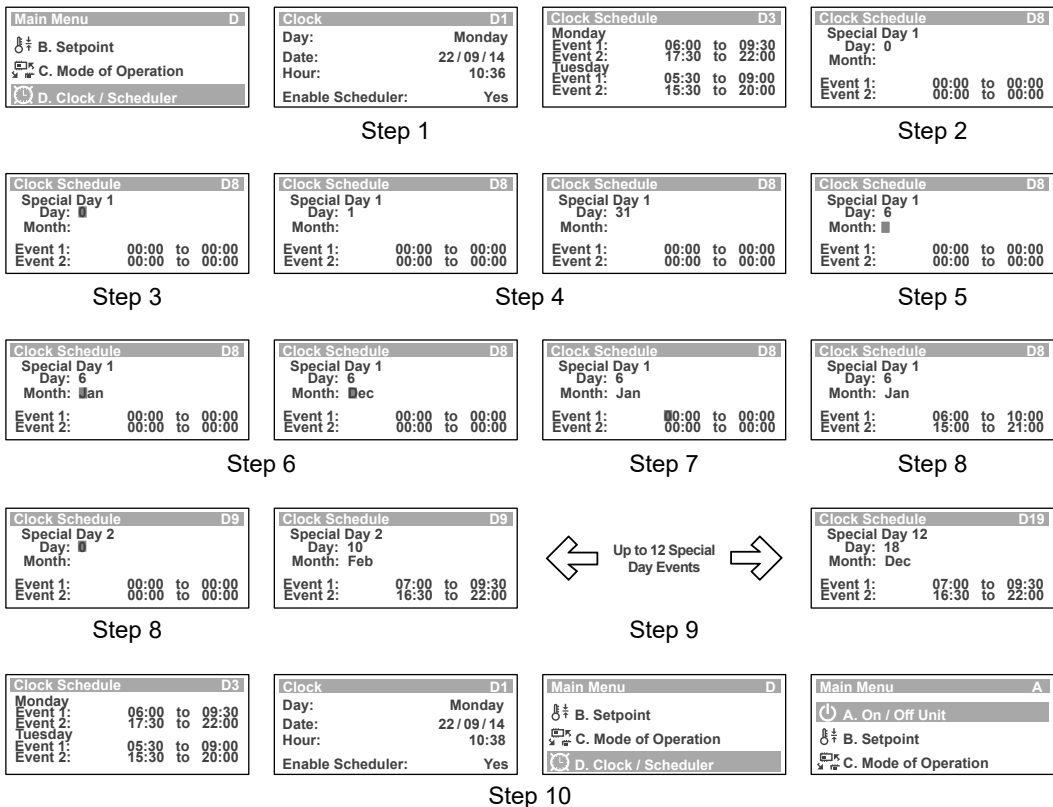 Main Menu D
B. Setpoint
C. Mode of Operation
D. Clock / Scheduler
Clock D1
Day: Monday
Date: 22/09/14
Hour: 10:36
Enable Scheduler: Yes
Clock Schedule D3
Monday
Event 1: 06:00 to 09:30
Event 2: 17:30 to 22:00
Tuesday
Event 1: 05:30 to 09:00
Event 2: 15:30 to 20:00
Clock Schedule D8
Special Day 1
Day: 0
Month:
Event 1: 00:00 to 00:00
Event 2: 00:00 to 00:00
Step 1
Step 2
Clock Schedule D8
Special Day 1
Day: 0
Month:
Event 1: 00:00 to 00:00
Event 2: 00:00 to 00:00
Clock Schedule D8
Special Day 1
Day: 1
Month:
Event 1: 00:00 to 00:00
Event 2: 00:00 to 00:00
Clock Schedule D8
Special Day 1
Day: 31
Month:
Event 1: 00:00 to 00:00
Event 2: 00:00 to 00:00
Clock Schedule D8
Special Day 1
Day: 6
Month:
Event 1: 00:00 to 00:00
Event 2: 00:00 to 00:00
Step 3
Step 4
Step 5
Clock Schedule D8
Special Day 1
Day: 6
Month: Jan
Event 1: 00:00 to 00:00
Event 2: 00:00 to 00:00
Clock Schedule D8
Special Day 1
Day: 6
Month: Dec
Event 1: 00:00 to 00:00
Event 2: 00:00 to 00:00
Clock Schedule D8
Special Day 1
Day: 6
Month: Jan
Event 1: 00:00 to 00:00
Event 2: 00:00 to 00:00
Clock Schedule D8
Special Day 1
Day: 6
Month: Jan
Event 1: 06:00 to 10:00
Event 2: 15:00 to 21:00
Step 6
Step 7
Step 8
Clock Schedule D9
Special Day 2
Day: 0
Month:
Event 1: 00:00 to 00:00
Event 2: 00:00 to 00:00
Clock Schedule D9
Special Day 2
Day: 10
Month: Feb
Event 1: 07:00 to 09:30
Event 2: 16:30 to 22:00
Up to 12 Special
Day Events
Clock Schedule D19
Special Day 12
Day: 18
Month: Dec
Event 1: 07:00 to 09:30
Event 2: 16:30 to 22:00
Step 8
Step 9
Clock Schedule D3
Monday
Event 1: 06:00 to 09:30
Event 2: 17:30 to 22:00
Tuesday
Event 1: 05:30 to 09:00
Event 2: 15:30 to 20:00
Clock D1
Day: Monday
Date: 22/09/14
Hour: 10:38
Enable Scheduler: Yes
Main Menu D
B. Setpoint
C. Mode of Operation
D. Clock / Scheduler
Main Menu A
A. On / Off Unit
B. Setpoint
C. Mode of Operation
Step 10